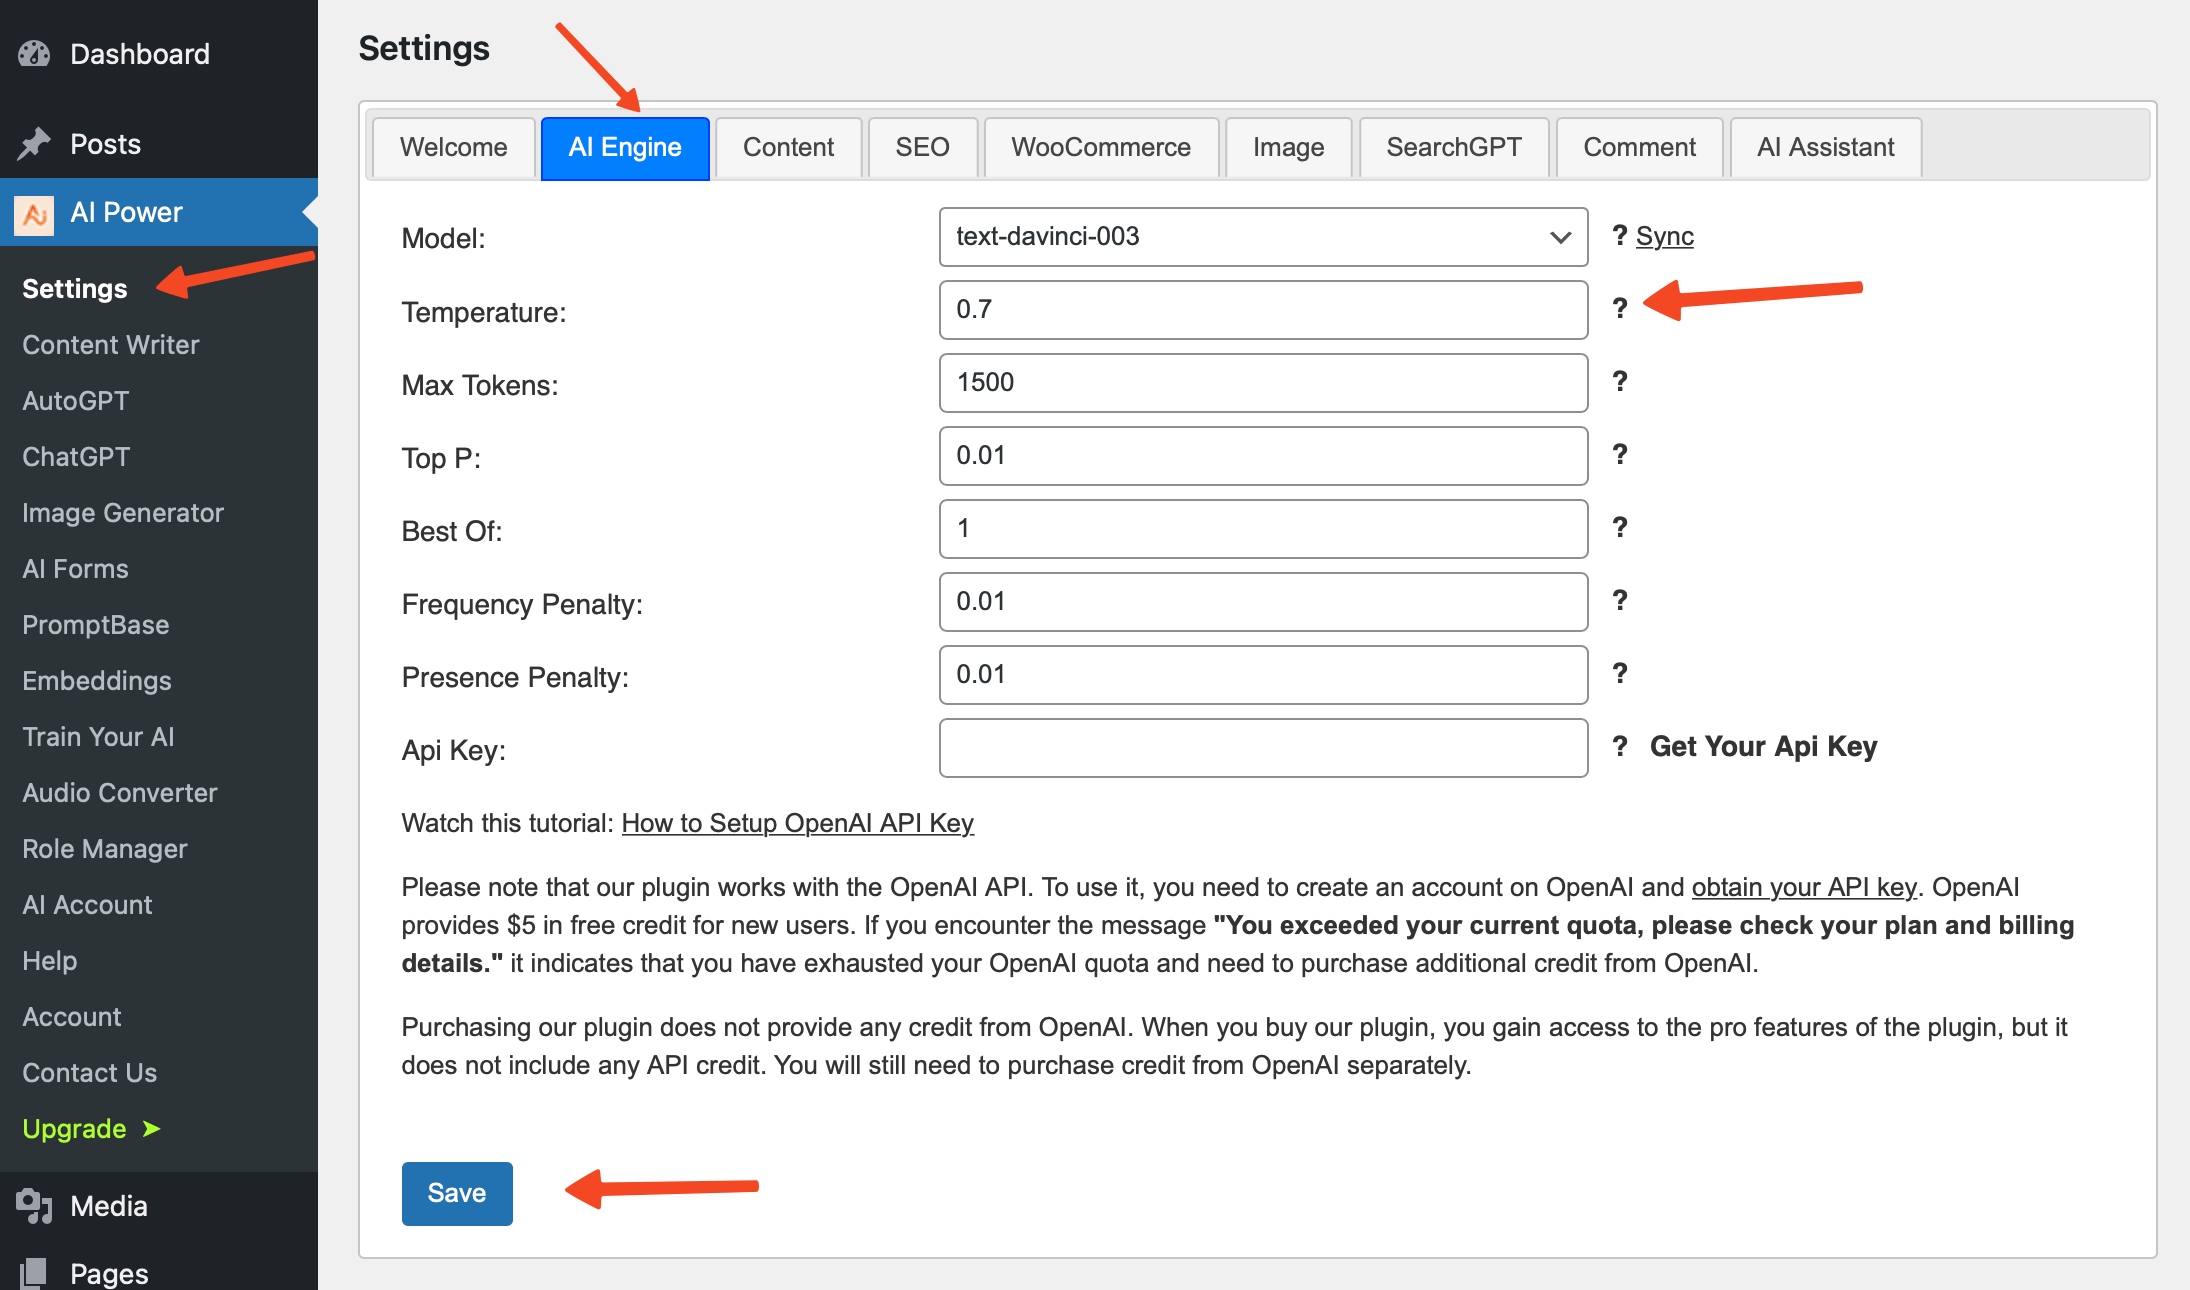 Dashboard
Posts
AI Power
Settings
Content Writer
AutoGPT
ChatGPT
Image Generator
AI Forms
PromptBase
Embeddings
Train Your AI
Audio Converter
Role Manager
AI Account
Help
Account
Contact Us
Upgrade ➤
Media
Pages
Settings
Welcome AI Engine Content SEO WooCommerce Image SearchGPT Comment AI Assistant
Model: text-davinci-003 ? Sync
Temperature: 0.7 ?
Max Tokens: 1500 ?
Top P: 0.01 ?
Best Of: 1 ?
Frequency Penalty: 0.01 ?
Presence Penalty: 0.01 ?
Api Key: ? Get Your Api Key
Watch this tutorial: How to Setup OpenAI API Key
Please note that our plugin works with the OpenAI API. To use it, you need to create an account on OpenAI and obtain your API key. OpenAI
provides $5 in free credit for new users. If you encounter the message "You exceeded your current quota, please check your plan and billing
details." it indicates that you have exhausted your OpenAI quota and need to purchase additional credit from OpenAI.
Purchasing our plugin does not provide any credit from OpenAI. When you buy our plugin, you gain access to the pro features of the plugin, but it
does not include any API credit. You will still need to purchase credit from OpenAI separately.
Save